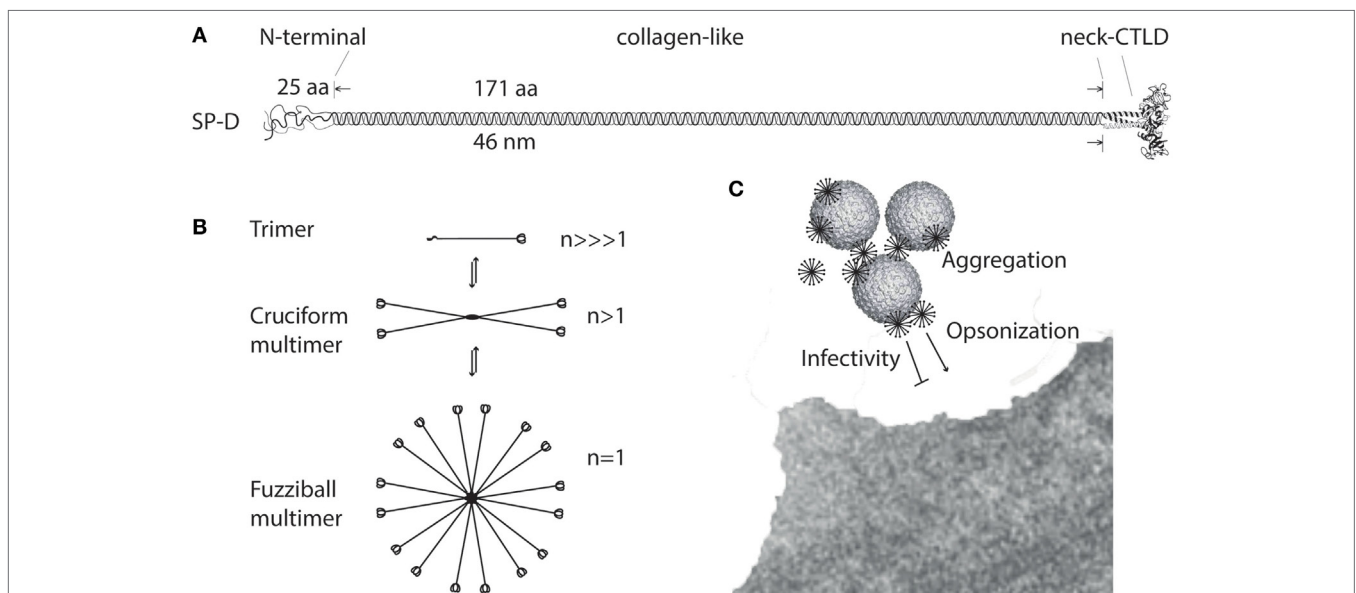 A
N-terminal
collagen-like
neck-CTLD
25 aa
171 aa
SP-D
46 nm
B
Trimer
n>>>1
Cruciform
multimer
n>1
Fuzziball
multimer
n=1
C
Aggregation
Opsonization
Infectivity